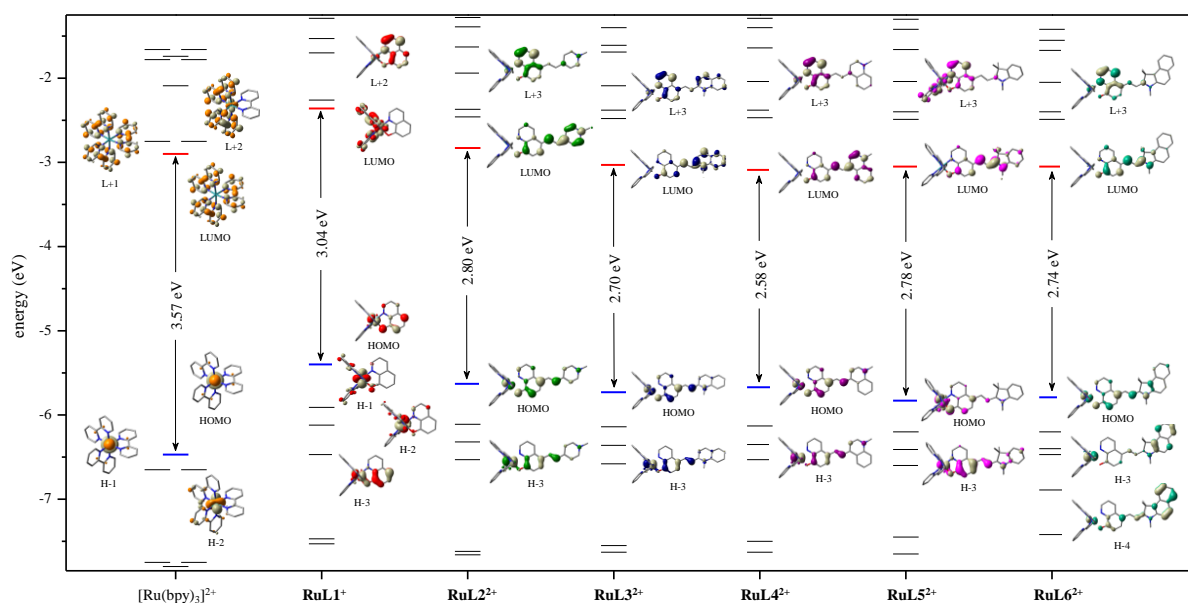 energy (eV)
-2
-3
-4
-5
-6
-7
L+1
L+2
LUMO
3.57 eV
HOMO
H-1
H-2
[Ru(bpy)₃]²⁺
L+2
LUMO
3.04 eV
HOMO
H-1
H-2
H-3
RuL1⁺
L+3
LUMO
2.80 eV
HOMO
H-3
RuL2²⁺
L+3
LUMO
2.70 eV
HOMO
H-3
RuL3²⁺
L+3
LUMO
2.58 eV
HOMO
H-3
RuL4²⁺
L+3
LUMO
2.78 eV
HOMO
H-3
RuL5²⁺
L+3
LUMO
2.74 eV
HOMO
H-3
H-4
RuL6²⁺